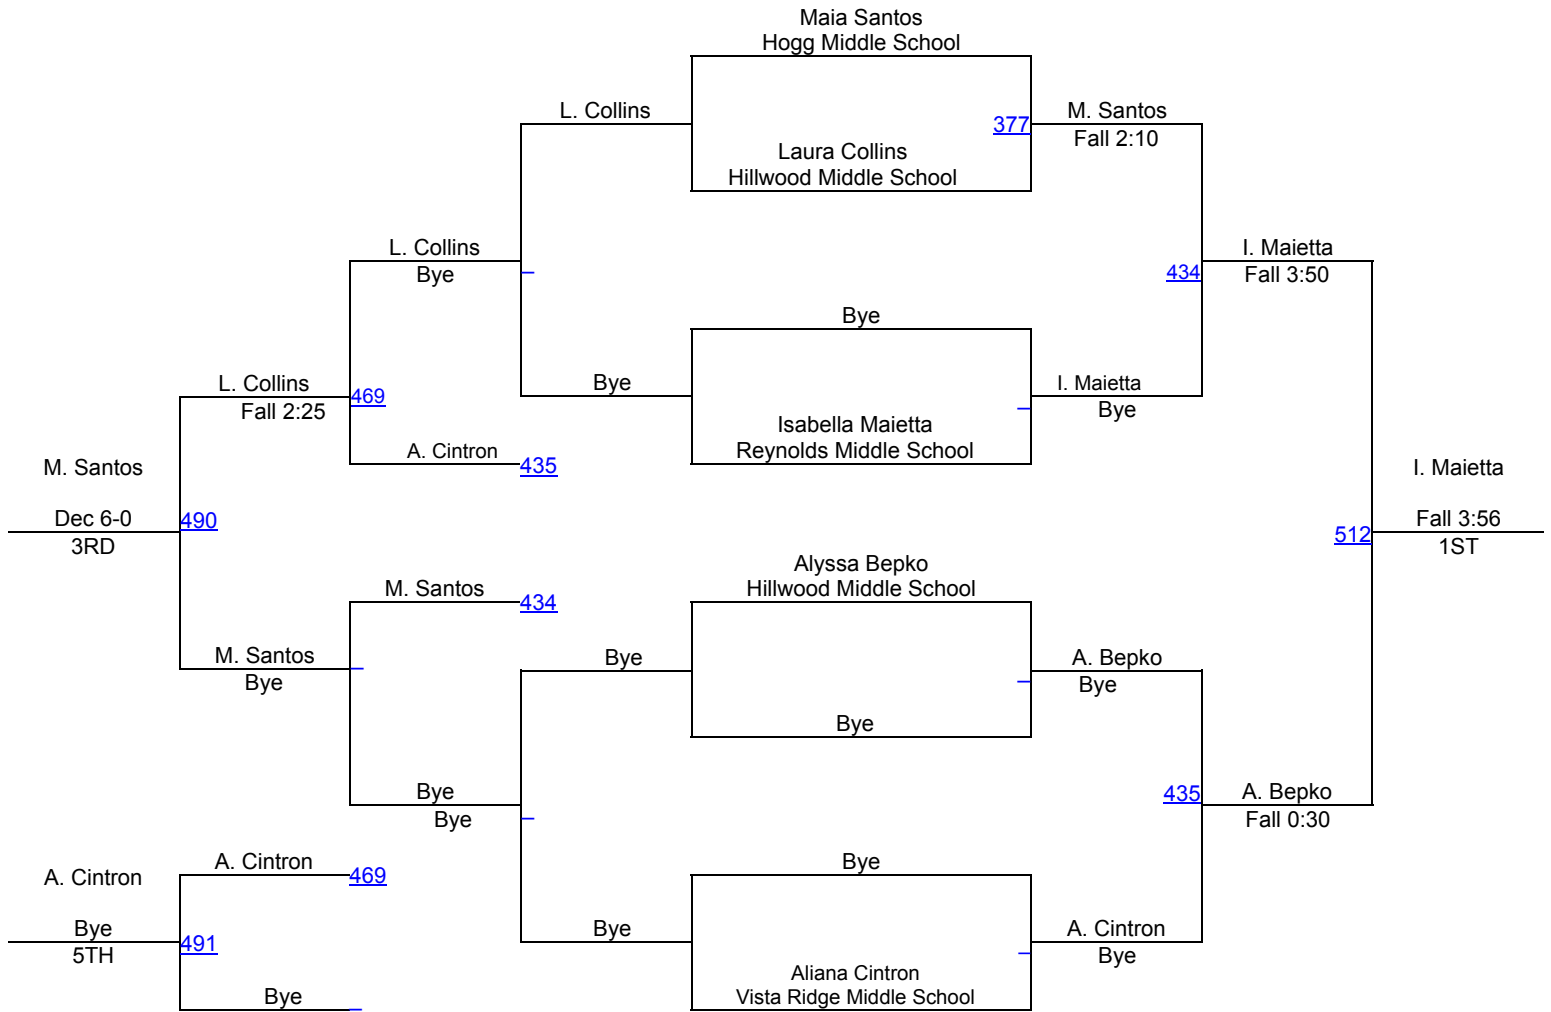 Maia Santos
Hogg Middle School
L. Collins
M. Santos
377
Fall 2:10
Laura Collins
Hillwood Middle School
L. Collins
I. Maietta
Bye
434
Fall 3:50
Bye
L. Collins
Bye
I. Maietta
469
Fall 2:25
Bye
Isabella Maietta
A. Cintron
Reynolds Middle School
435
M. Santos
I. Maietta
Dec 6-0
490
Fall 3:56
512
3RD
1ST
Alyssa Bepko
M. Santos
Hillwood Middle School
434
M. Santos
Bye
A. Bepko
Bye
Bye
Bye
Bye
435
A. Bepko
Bye
Fall 0:30
A. Cintron
Bye
A. Cintron
469
Bye
Bye
A. Cintron
491
5TH
Bye
Aliana Cintron
Bye
Vista Ridge Middle School